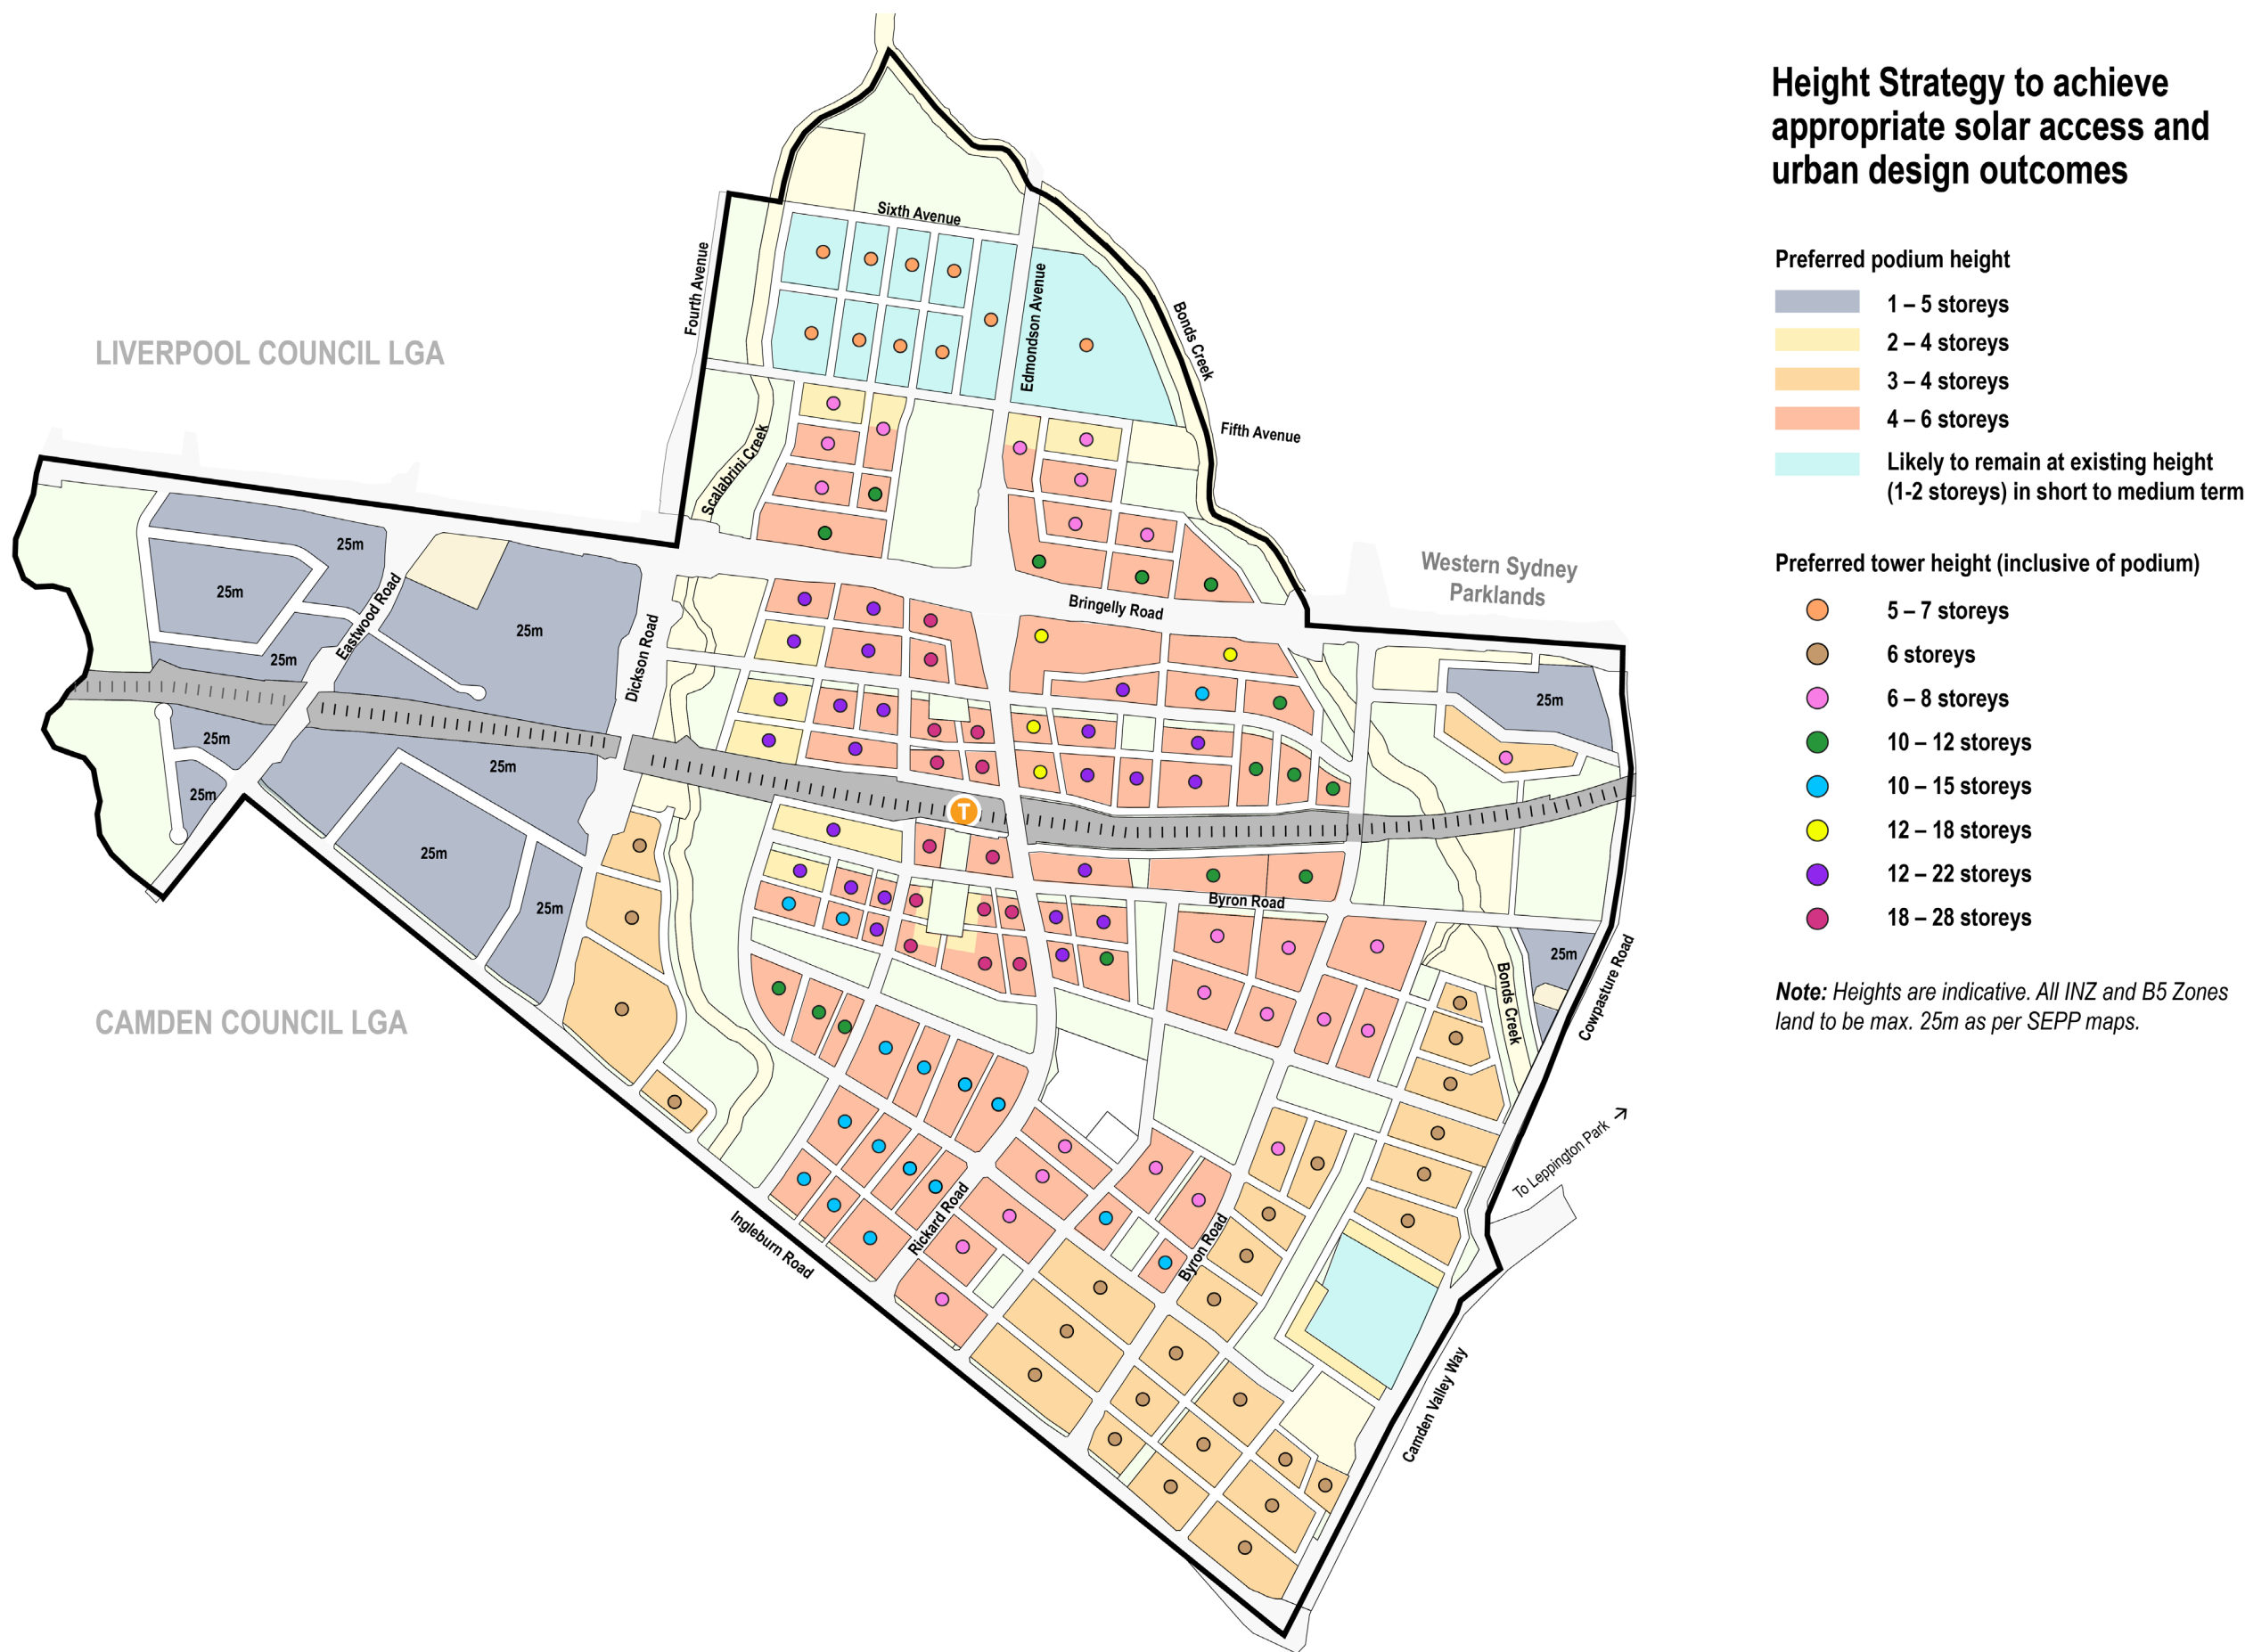 Height Strategy to achieve
appropriate solar access and
urban design outcomes
Preferred podium height
1 – 5 storeys
2 – 4 storeys
3 – 4 storeys
4 – 6 storeys
Likely to remain at existing height
(1-2 storeys) in short to medium term
Preferred tower height (inclusive of podium)
5 – 7 storeys
6 storeys
6 – 8 storeys
10 – 12 storeys
10 – 15 storeys
12 – 18 storeys
12 – 22 storeys
18 – 28 storeys
Note: Heights are indicative. All INZ and B5 Zones
land to be max. 25m as per SEPP maps.
Sixth Avenue
Fourth Avenue
Edmondson Avenue
Bonds Creek
LIVERPOOL COUNCIL LGA
Fifth Avenue
Scalabrini Creek
25m
25m
25m
25m
Eastwood Road
Dickson Road
Bringelly Road
Western Sydney
Parklands
25m
25m
25m
25m
25m
25m
T
Byron Road
25m
Bonds Creek
Cowpasture Road
CAMDEN COUNCIL LGA
To Leppington Park
Rickard Road
Byron Road
Ingleburn Road
Camden Valley Way